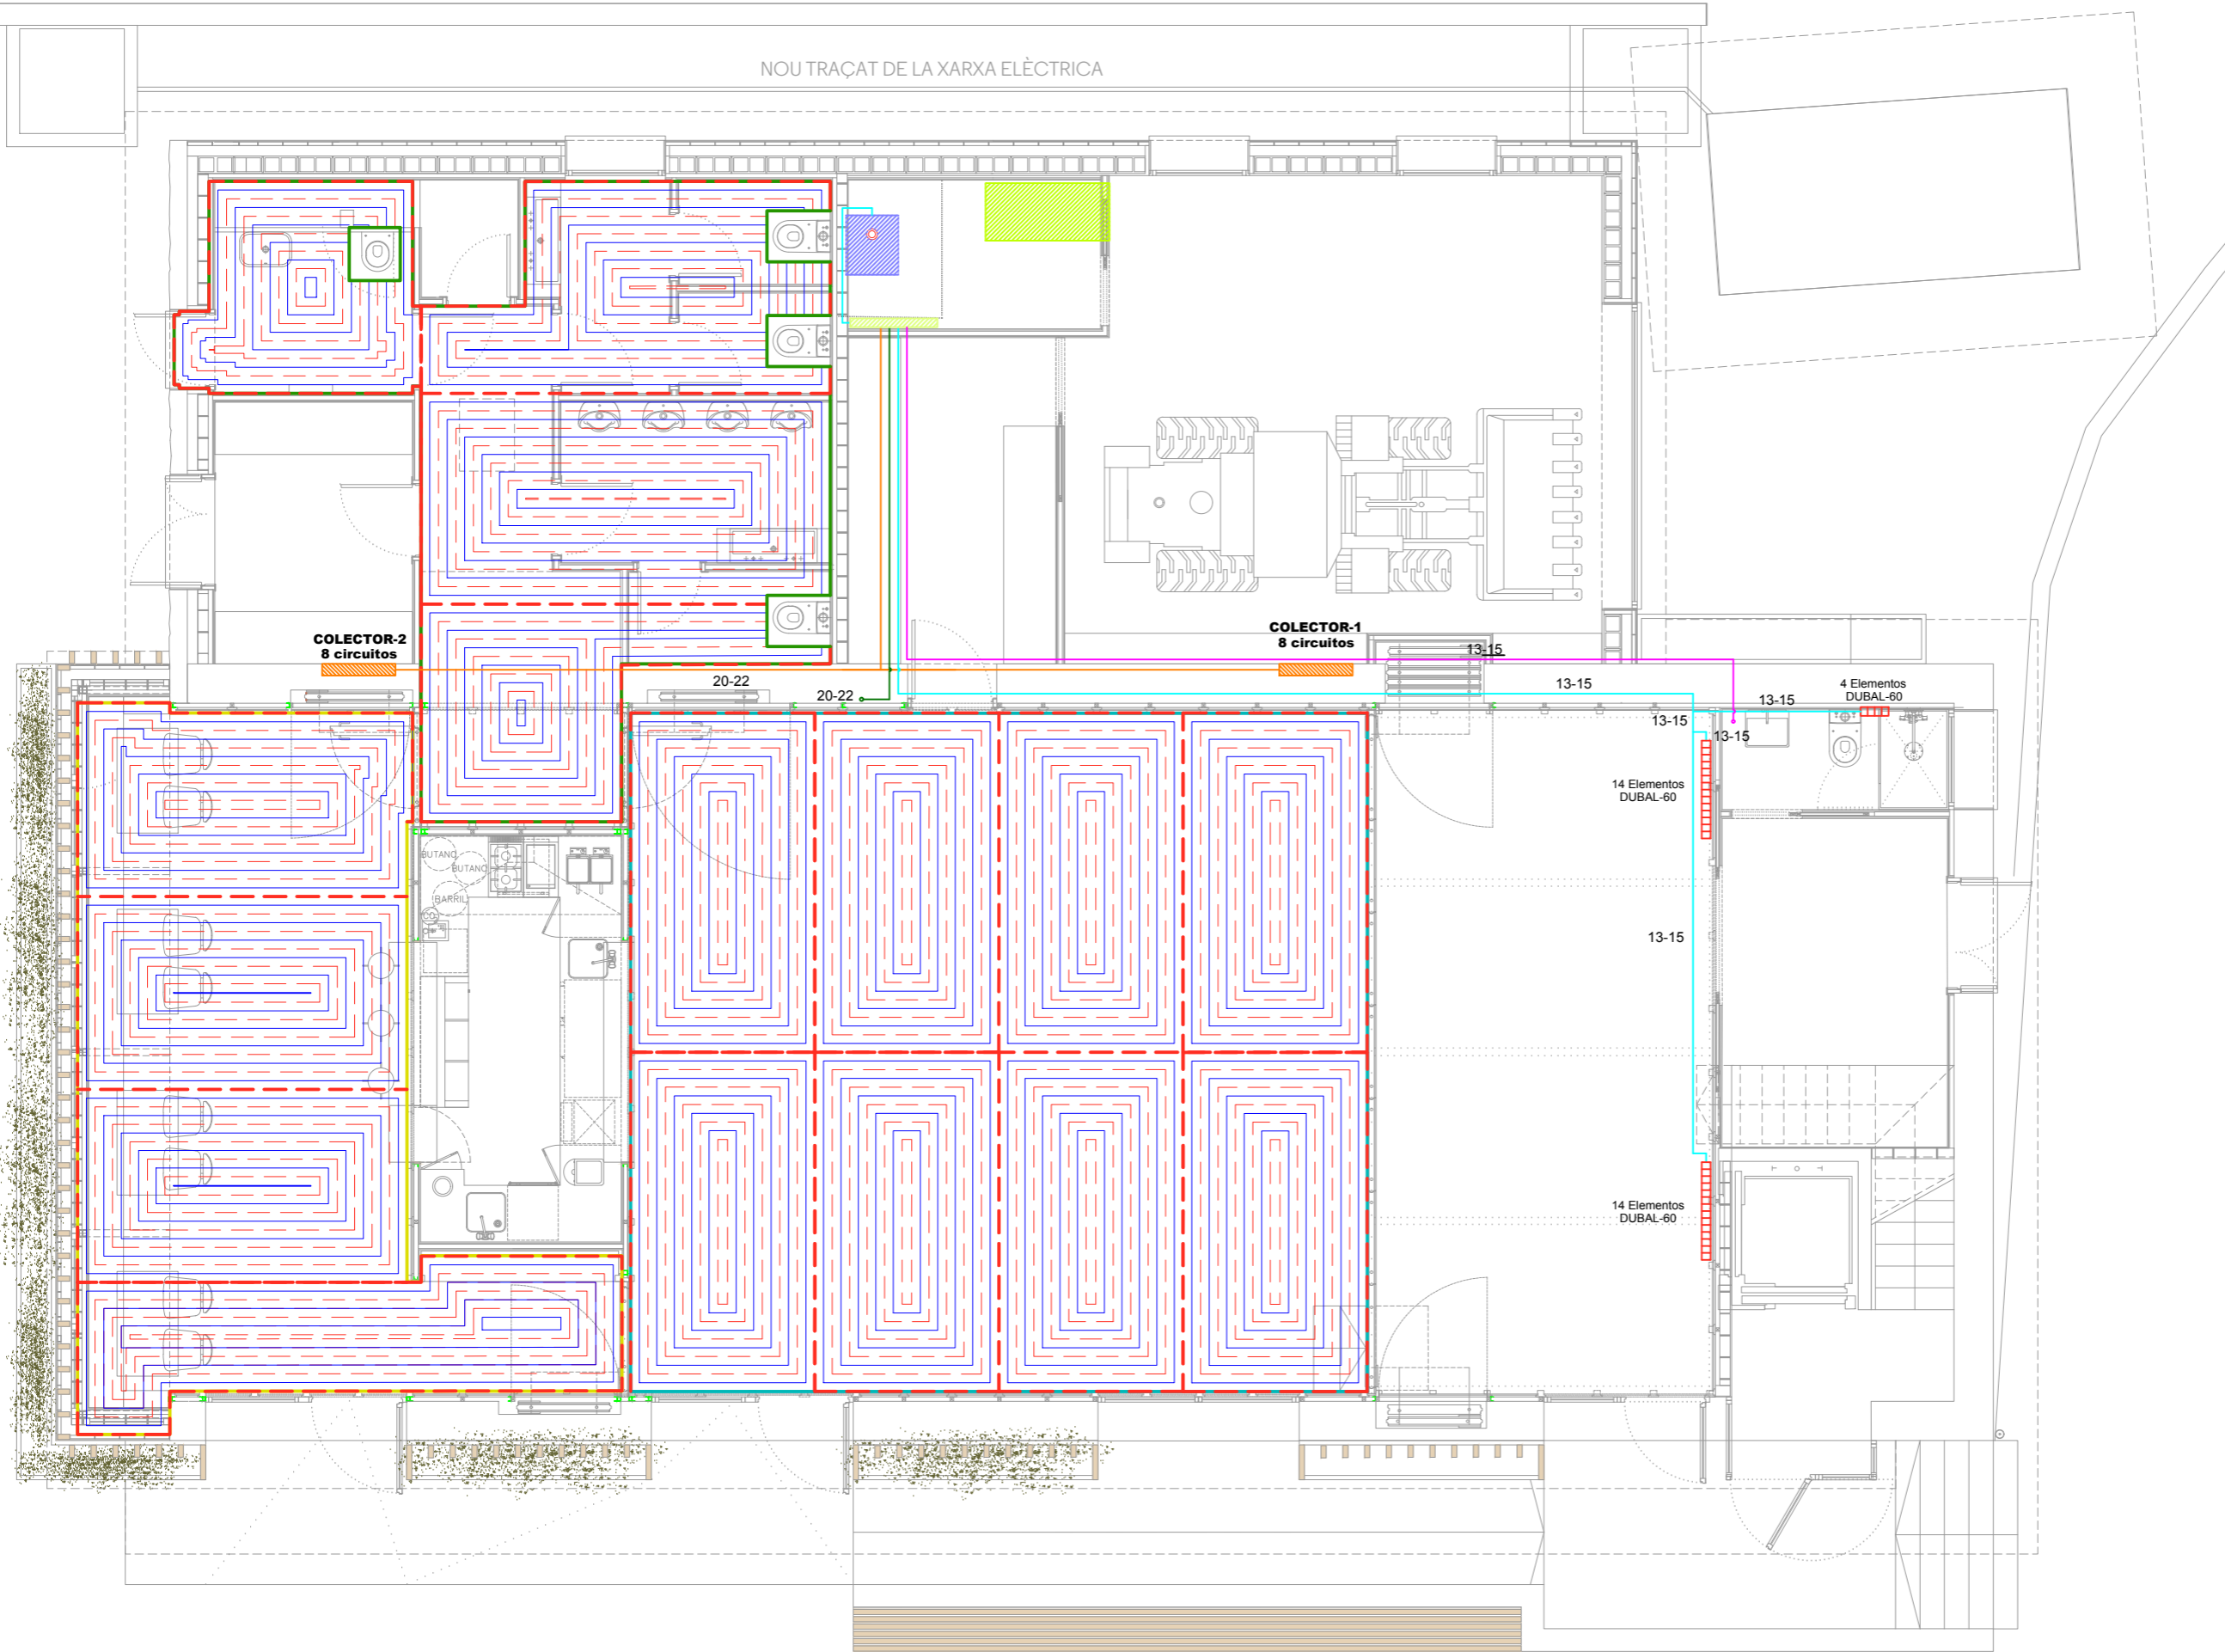 NOU TRAÇAT DE LA XARXA ELÈCTRICA
COLECTOR-2
8 circuitos
COLECTOR-1
8 circuitos
13-15
20-22
20-22
13-15
13-15
4 Elementos
DUBAL-60
13-15
13-15
14 Elementos
DUBAL-60
BUTANO
BUTANO
BARRIL
CO2
13-15
14 Elementos
DUBAL-60